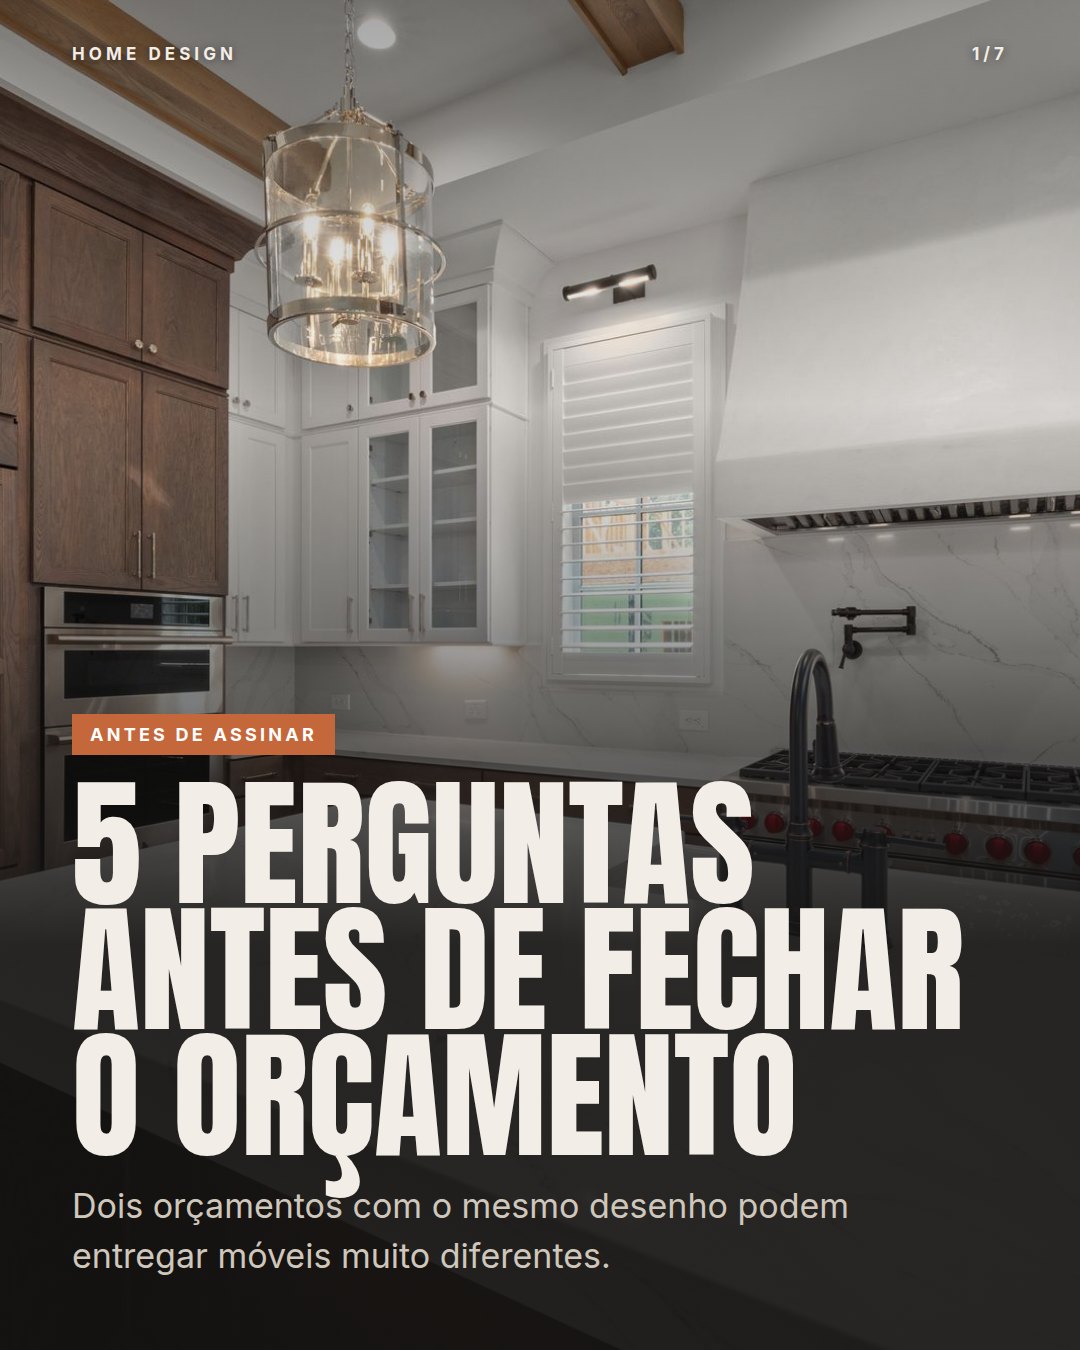 HOME DESIGN
1/7
ANTES DE ASSINAR
5 PERGUNTAS
ANTES DE FECHAR
O ORÇAMENTO
Dois orçamentos com o mesmo desenho podem
entregar móveis muito diferentes.